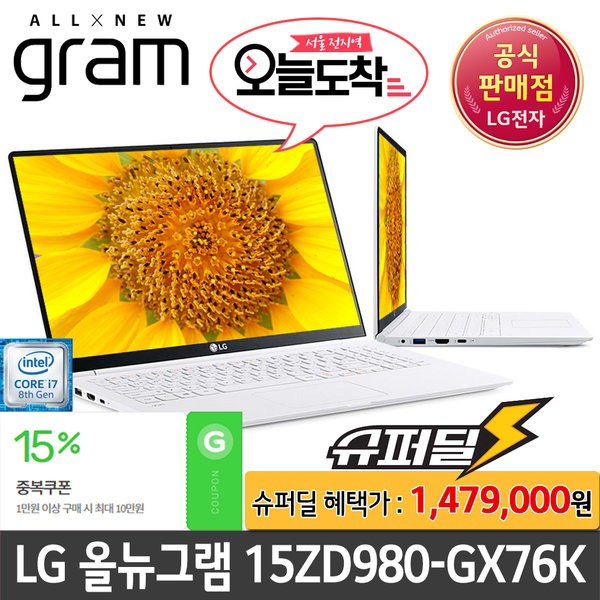 ALL X NEW
gram
서울 전지역
오늘도착
Authorized seller
공식
판매점
LG전자
LG
intel
CORE i7
8th Gen
15%
중복쿠폰
1만원 이상 구매 시 최대 10만원
G
COUPON
슈퍼딜
슈퍼딜 혜택가 : 1,479,000원
LG 올뉴그램 15ZD980-GX76K